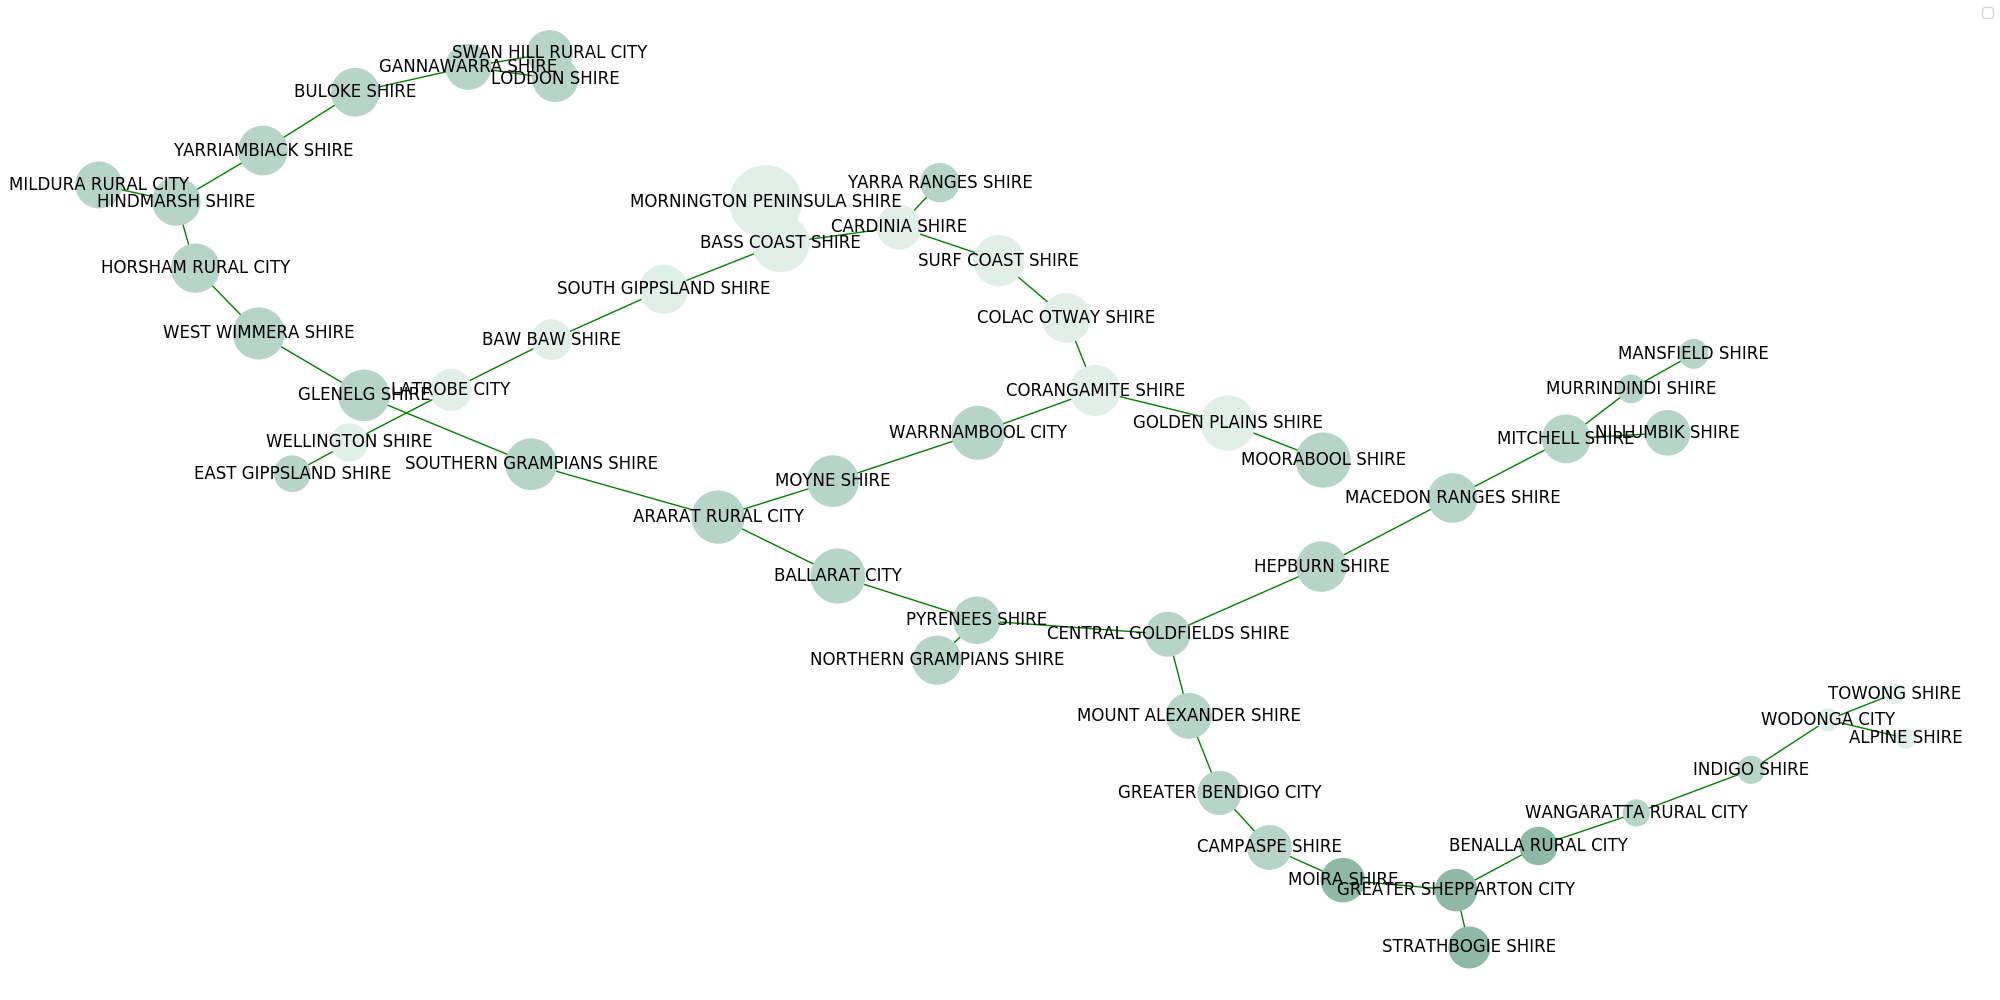 SWAN HILL RURAL CITY
GANNAWARRA SHIRE
LODDON SHIRE
BULOKE SHIRE
YARRIAMBIACK SHIRE
MILDURA RURAL CITY
HINDMARSH SHIRE
YARRA RANGES SHIRE
MORNINGTON PENINSULA SHIRE
CARDINIA SHIRE
BASS COAST SHIRE
SURF COAST SHIRE
HORSHAM RURAL CITY
SOUTH GIPPSLAND SHIRE
COLAC OTWAY SHIRE
WEST WIMMERA SHIRE
BAW BAW SHIRE
MANSFIELD SHIRE
MURRINDINDI SHIRE
GLENELG SHIRE
LATROBE CITY
CORANGAMITE SHIRE
GOLDEN PLAINS SHIRE
WARRNAMBOOL CITY
MITCHELL SHIRE
NILLUMBIK SHIRE
WELLINGTON SHIRE
SOUTHERN GRAMPIANS SHIRE
MOORABOOL SHIRE
EAST GIPPSLAND SHIRE
MOYNE SHIRE
MACEDON RANGES SHIRE
ARARAT RURAL CITY
HEPBURN SHIRE
BALLARAT CITY
PYRENEES SHIRE
CENTRAL GOLDFIELDS SHIRE
NORTHERN GRAMPIANS SHIRE
TOWONG SHIRE
MOUNT ALEXANDER SHIRE
WODONGA CITY
ALPINE SHIRE
INDIGO SHIRE
GREATER BENDIGO CITY
WANGARATTA RURAL CITY
CAMPASPE SHIRE
BENALLA RURAL CITY
MOIRA SHIRE
GREATER SHEPPARTON CITY
STRATHBOGIE SHIRE